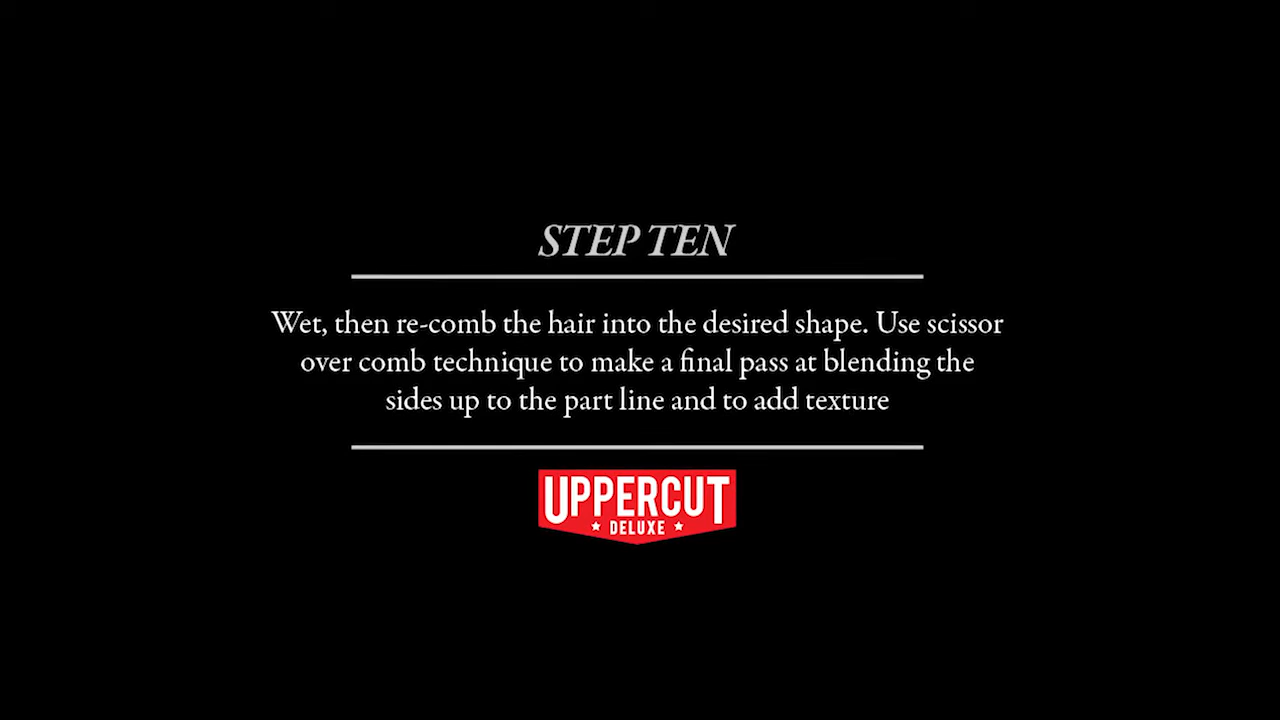 STEP TEN
Wet, then re-comb the hair into the desired shape. Use scissor
over comb technique to make a final pass at blending the
sides up to the part line and to add texture
UPPERCUT
DELUXE